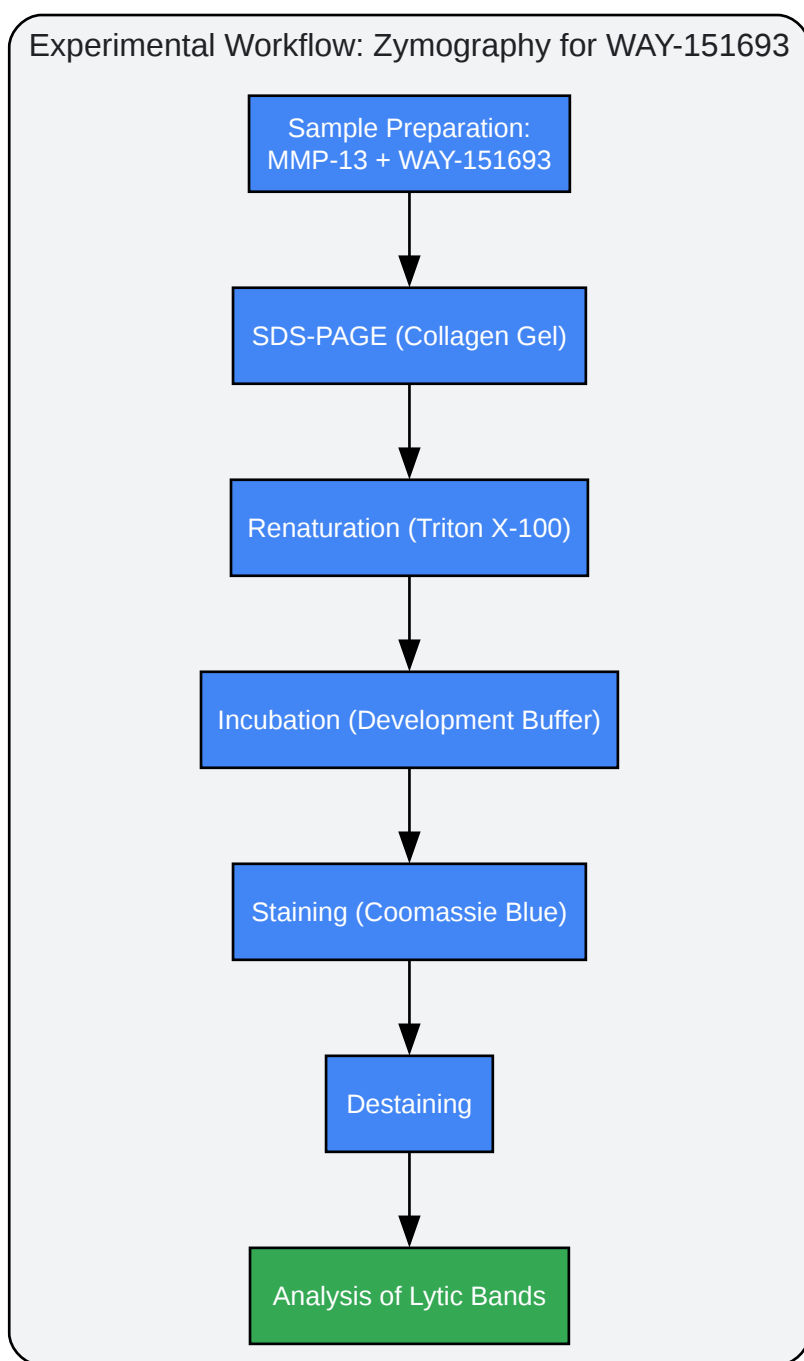 Experimental Workflow: Zymography for WAY-151693
Sample Preparation:
MMP-13 + WAY-151693
SDS-PAGE (Collagen Gel)
Renaturation (Triton X-100)
Incubation (Development Buffer)
Staining (Coomassie Blue)
Destaining
Analysis of Lytic Bands